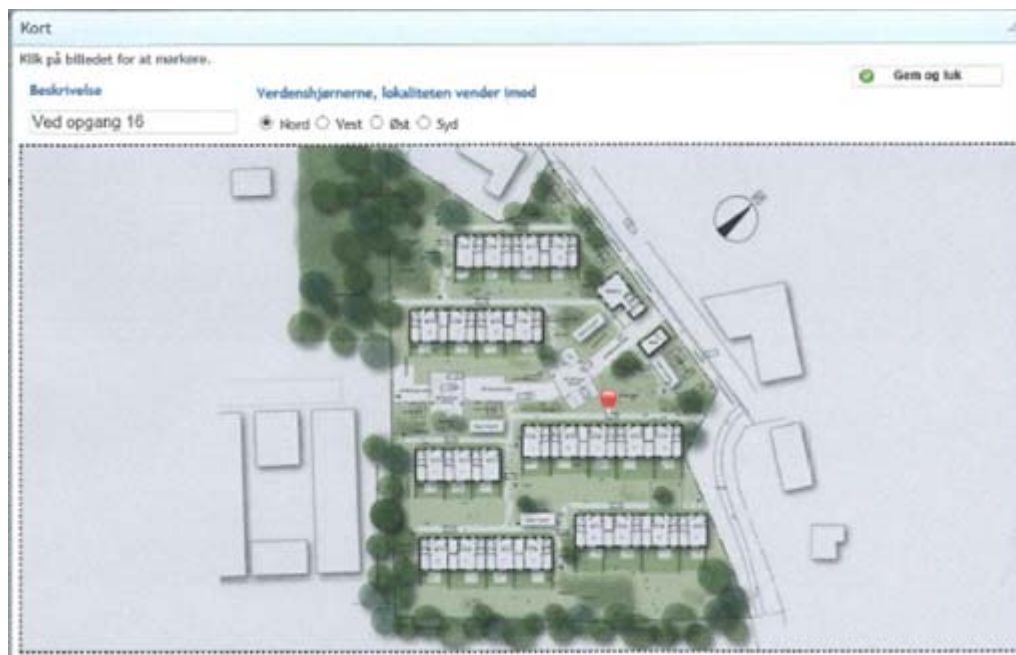 Kort
Klik på billedet for at markere.
Gem og luk
Beskrivelse
Verdenshjørnerne, lokaliteten vender imod
Ved opgang 16
Nord Vest Øst Syd